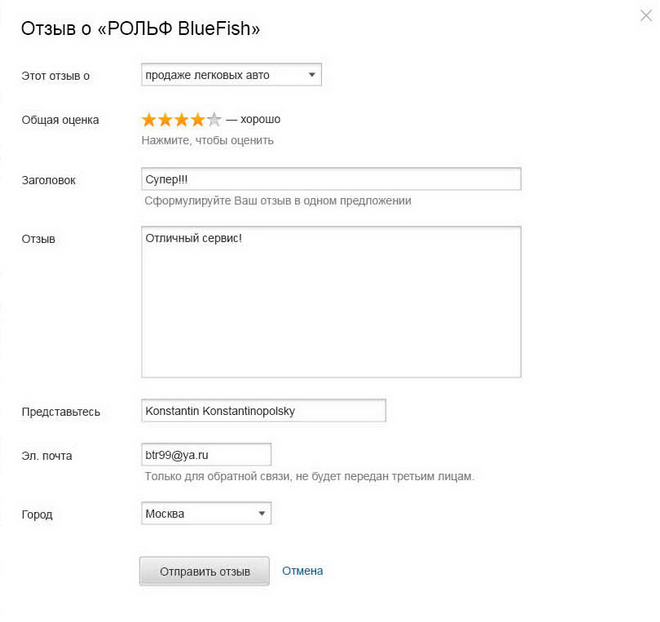 Отзыв о «РОЛЬФ BlueFish»
Этот отзыв о продаже легковых авто
Общая оценка — хорошо
Нажмите, чтобы оценить
Заголовок Супер!!!
Сформулируйте Ваш отзыв в одном предложении
Отзыв Отличный сервис!
Представьтесь Konstantin Konstantinopolsky
Эл. почта btr99@ya.ru
Только для обратной связи, не будет передан третьим лицам.
Город Москва
Отправить отзыв Отмена